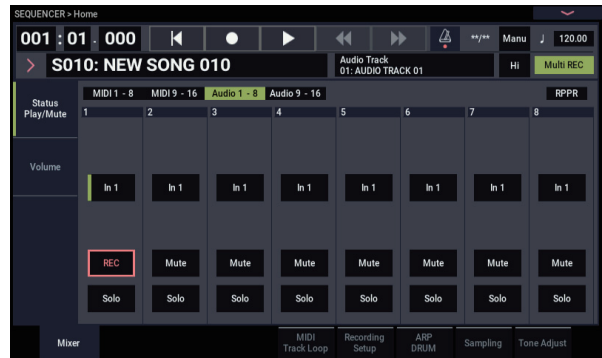 SEQUENCER > Home
001 : 01 . 000
**/**
Manu
♩ 120.00
S010: NEW SONG 010
Audio Track
01: AUDIO TRACK 01
Hi
Multi REC
Status
Play/Mute
MIDI 1 - 8
MIDI 9 - 16
Audio 1 - 8
Audio 9 - 16
RPPR
1 2 3 4 5 6 7 8
Volume
In 1 In 1 In 1 In 1 In 1 In 1 In 1 In 1
REC Mute Mute Mute Mute Mute Mute Mute
Solo Solo Solo Solo Solo Solo Solo Solo
Mixer
MIDI
Track Loop
Recording
Setup
ARP
DRUM
Sampling
Tone Adjust